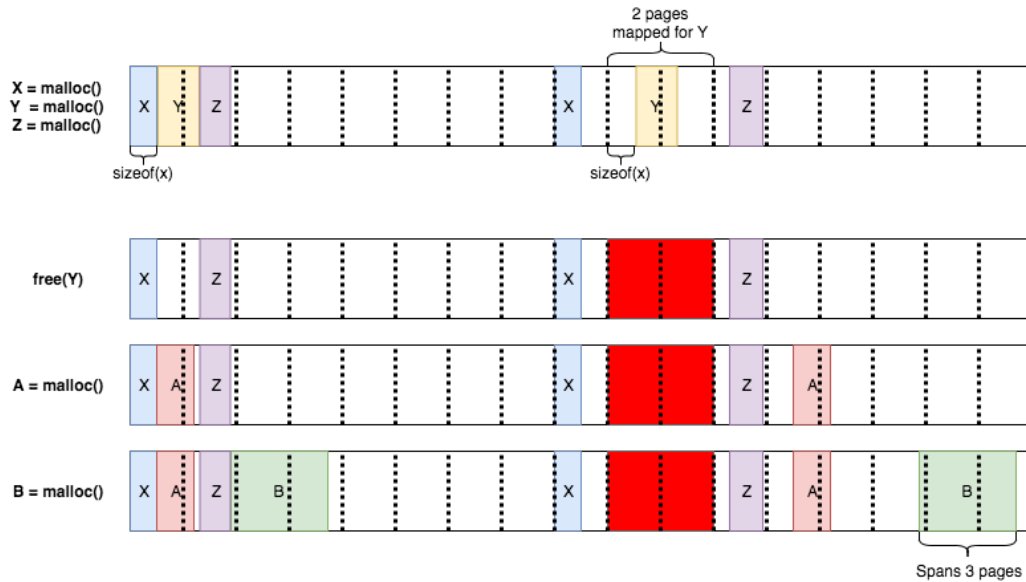 2 pages
mapped for Y
X = malloc()
Y = malloc()
Z = malloc()
X Y Z X Y Z
sizeof(x) sizeof(x)
free(Y)
X Z X Z
A = malloc()
X A Z X Z A
B = malloc()
X A Z B X Z A B
Spans 3 pages